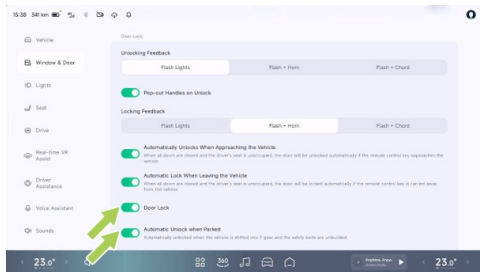 15:38 341 km
Door Lock
Vehicle
Unlocking Feedback
Window & Door
Flash Lights Flash + Horn Flash + Chord
Lights
Pop-out Handles on Unlock
Seat
Locking Feedback
Flash Lights Flash + Horn Flash + Chord
Drive
Automatically Unlocks When Approaching the Vehicle
Real-time VR
Assist
When all doors are closed and the driver's seat is unoccupied, the door will be unlocked automatically if the remote control key approaches the
vehicle
Automatic Lock When Leaving the Vehicle
Driver
Assistance
When all doors are closed and the driver's seat is unoccupied, the door will be locked automatically if the remote control key is carried away
from the vehicle
Voice Assistant
Door Lock
Sounds
Automatic Unlock when Parked
Automatically unlocked when the vehicle is shifted into P gear and the safety belts are unbuckled
23.0° 360 23.0°